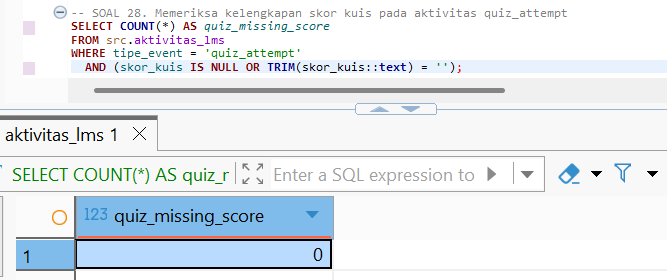 -- SOAL 28. Memeriksa kelengkapan skor kuis pada aktivitas quiz_attempt
SELECT COUNT(*) AS quiz_missing_score
FROM src.aktivitas_lms
WHERE tipe_event = 'quiz_attempt'
AND (skor_kuis IS NULL OR TRIM(skor_kuis::text) = '');
aktivitas_lms 1
SELECT COUNT(*) AS quiz_r
Enter a SQL expression to
123 quiz_missing_score
1 0